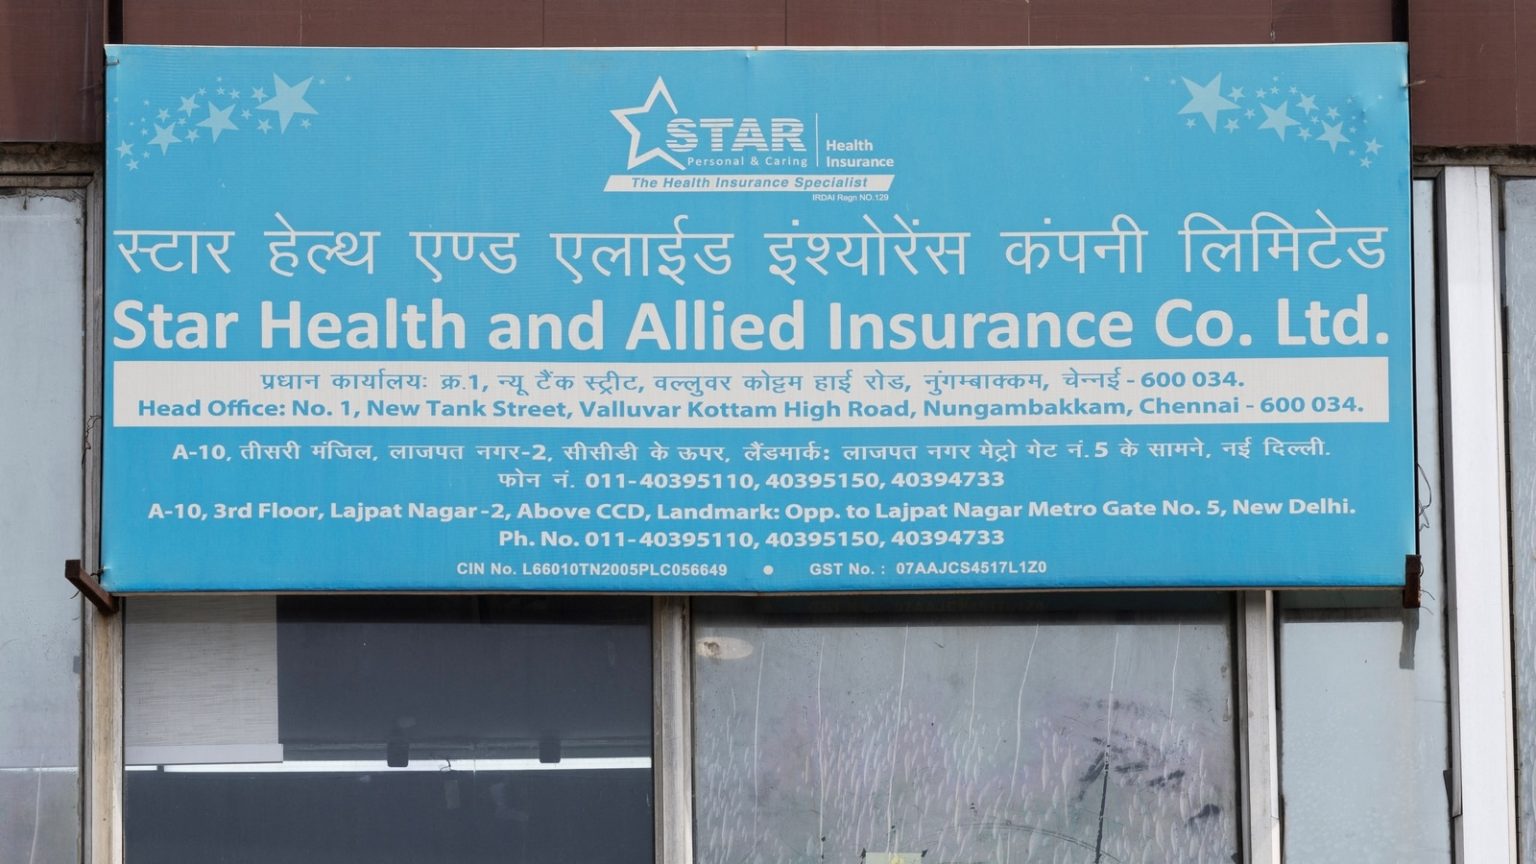 STAR
Personal & Caring
Health
Insurance
The Health Insurance Specialist
IRDAI Regn NO.129
स्टार हेल्थ एण्ड एलाईड इंश्योरेंस कंपनी लिमिटेड
Star Health and Allied Insurance Co. Ltd.
प्रधान कार्यालयः क्र.1, न्यू टैंक स्ट्रीट, वल्लुवर कोट्टम हाई रोड, नुंगम्बाक्कम, चेन्नई - 600 034.
Head Office: No. 1, New Tank Street, Valluvar Kottam High Road, Nungambakkam, Chennai - 600 034.
A-10, तीसरी मंजिल, लाजपत नगर-2, सीसीडी के ऊपर, लैंडमार्क: लाजपत नगर मेट्रो गेट नं. 5 के सामने, नई दिल्ली.
फोन नं. 011-40395110, 40395150, 40394733
A-10, 3rd Floor, Lajpat Nagar -2, Above CCD, Landmark: Opp. to Lajpat Nagar Metro Gate No. 5, New Delhi.
Ph. No. 011-40395110, 40395150, 40394733
CIN No. L66010TN2005PLC056649 • GST No. : 07AAJCS4517L1Z0